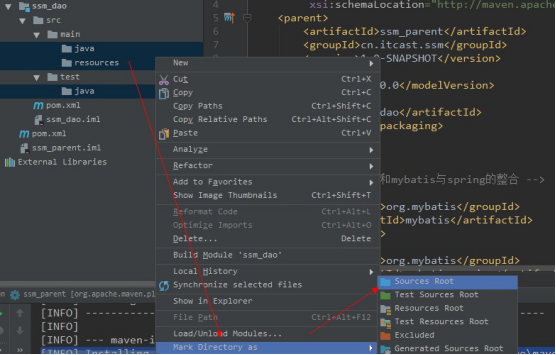 ssm_dao
src
main
java
resources
test
java
pom.xml
ssm_dao.iml
pom.xml
ssm_parent.iml
External Libraries
4
5
6
7
xsi:schemaLocation="http://maven.apache
<parent>
<artifactId>ssm_parent</artifactId>
<groupId>cn.itcast.ssm</groupId>
-SNAPSHOT</version>
0.0</modelVersion>
dao</artifactId>
packaging>
和mybatis与spring的整合 -->
org.mybatis</groupId>
tId>mybatis</artifactId>
>
org.mybatis</groupId>
New
Cut Ctrl+X
Copy Ctrl+C
Copy Paths Ctrl+Shift+C
Copy Relative Paths Ctrl+Alt+Shift+C
Paste Ctrl+V
Analyze
Refactor
Add to Favorites
Show Image Thumbnails Ctrl+Shift+T
Reformat Code Ctrl+Alt+L
Optimize Imports Ctrl+Alt+O
Delete... Delete
Build Module 'ssm_dao'
Local History
Synchronize selected files
Show in Explorer
File Path Ctrl+Alt+F12
Load/Unload Modules...
Mark Directory as
Sources Root
Test Sources Root
Resources Root
Test Resources Root
Excluded
Generated Sources Root
ssm_parent [org.apache.maven.pl
[INFO] ---
[INFO]
[INFO] --- maven-i
[INFO] Installing